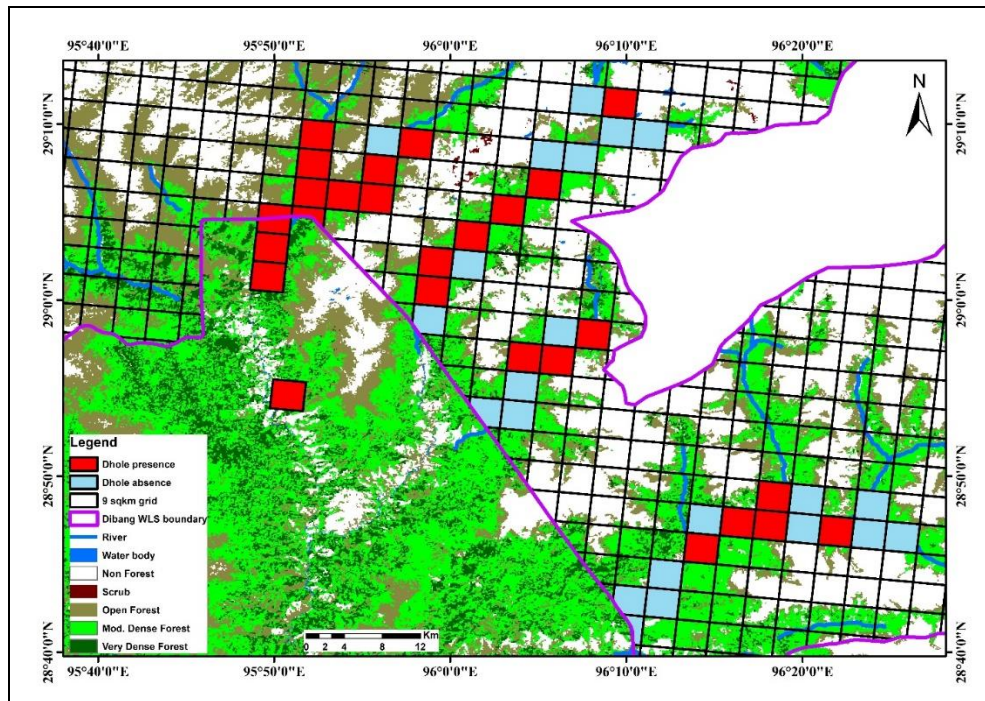 95°40'0"E 95°50'0"E 96°0'0"E 96°10'0"E 96°20'0"E
N
29°10'0"N 29°10'0"N
29°0'0"N 29°0'0"N
28°50'0"N 28°50'0"N
28°40'0"N 28°40'0"N
Legend
Dhole presence
Dhole absence
9 sqkm grid
Dibang WLS boundary
River
Water body
Non Forest
Scrub
Open Forest
Mod. Dense Forest
Very Dense Forest
Km
0 2 4 8 12
95°40'0"E 95°50'0"E 96°0'0"E 96°10'0"E 96°20'0"E